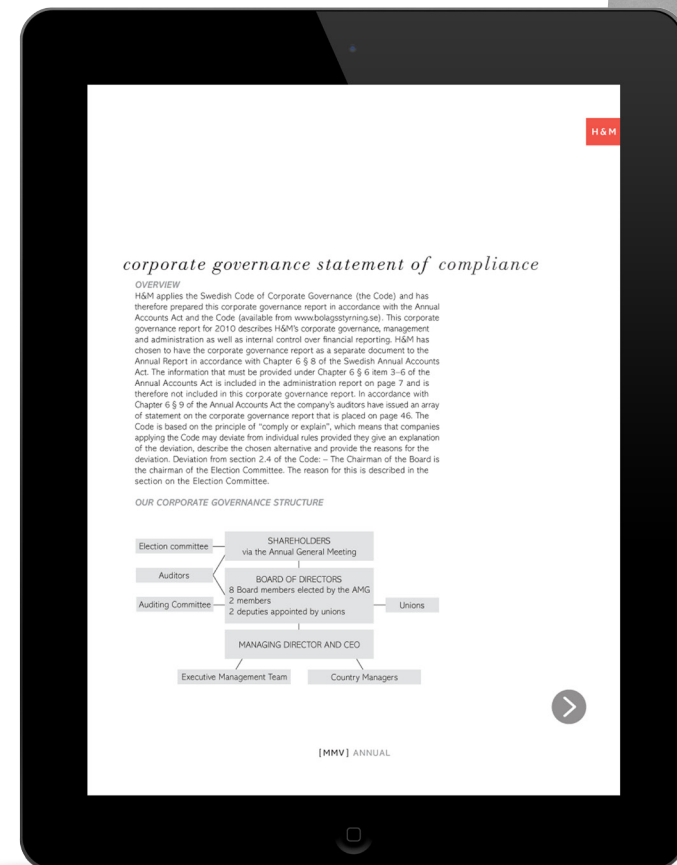 H&M
corporate governance statement of compliance
OVERVIEW
H&M applies the Swedish Code of Corporate Governance (the Code) and has
therefore prepared this corporate governance report in accordance with the Annual
Accounts Act and the Code (available from www.bolagsstyrning.se). This corporate
governance report for 2010 describes H&M's corporate governance, management
and administration as well as internal control over financial reporting. H&M has
chosen to have the corporate governance report as a separate document to the
Annual Report in accordance with Chapter 6 § 8 of the Swedish Annual Accounts
Act. The information that must be provided under Chapter 6 § 6 item 3–6 of the
Annual Accounts Act is included in the administration report on page 7 and is
therefore not included in this corporate governance report. In accordance with
Chapter 6 § 9 of the Annual Accounts Act the company's auditors have issued an array
of statement on the corporate governance report that is placed on page 46. The
Code is based on the principle of “comply or explain”, which means that companies
applying the Code may deviate from individual rules provided they give an explanation
of the deviation, describe the chosen alternative and provide the reasons for the
deviation. Deviation from section 2.4 of the Code: – The Chairman of the Board is
the chairman of the Election Committee. The reason for this is described in the
section on the Election Committee.
OUR CORPORATE GOVERNANCE STRUCTURE
Election committee
SHAREHOLDERS
via the Annual General Meeting
Auditors
BOARD OF DIRECTORS
8 Board members elected by the AMG
2 members
2 deputies appointed by unions
Auditing Committee
Unions
MANAGING DIRECTOR AND CEO
Executive Management Team
Country Managers
[MMV] ANNUAL